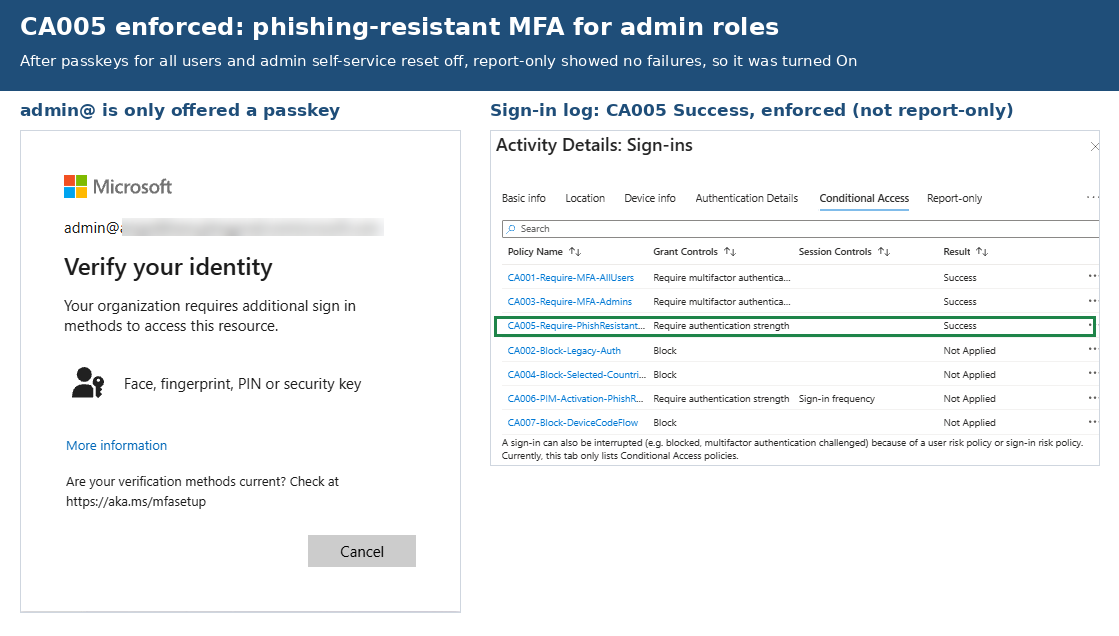 CA005 enforced: phishing-resistant MFA for admin roles
After passkeys for all users and admin self-service reset off, report-only showed no failures, so it was turned On
admin@ is only offered a passkey
Microsoft
admin@
Verify your identity
Your organization requires additional sign in
methods to access this resource.
Face, fingerprint, PIN or security key
More information
Are your verification methods current? Check at
https://aka.ms/mfasetup
Cancel
Sign-in log: CA005 Success, enforced (not report-only)
Activity Details: Sign-ins
Basic info Location Device info Authentication Details Conditional Access Report-only ...
Search
Policy Name ↑↓ Grant Controls ↑↓ Session Controls ↑↓ Result ↑↓
CA001-Require-MFA-AllUsers Require multifactor authentica... Success ...
CA003-Require-MFA-Admins Require multifactor authentica... Success ...
CA005-Require-PhishResistant... Require authentication strength Success ...
CA002-Block-Legacy-Auth Block Not Applied ...
CA004-Block-Selected-Countri... Block Not Applied ...
CA006-PIM-Activation-PhishR... Require authentication strength Sign-in frequency Not Applied ...
CA007-Block-DeviceCodeFlow Block Not Applied ...
A sign-in can also be interrupted (e.g. blocked, multifactor authentication challenged) because of a user risk policy or sign-in risk policy.
Currently, this tab only lists Conditional Access policies.